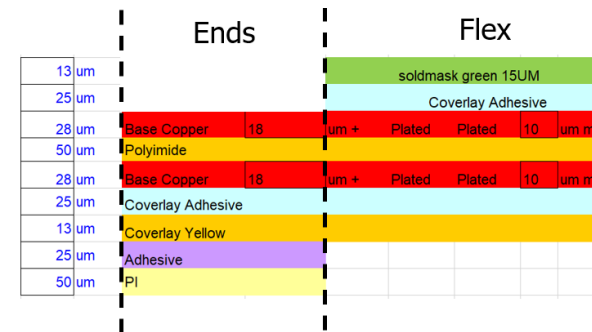 Ends Flex
13 um soldmask green 15UM
25 um Coverlay Adhesive
28 um Base Copper 18 um + Plated Plated 10 um m
50 um Polyimide
28 um Base Copper 18 um + Plated Plated 10 um m
25 um Coverlay Adhesive
13 um Coverlay Yellow
25 um Adhesive
50 um PI